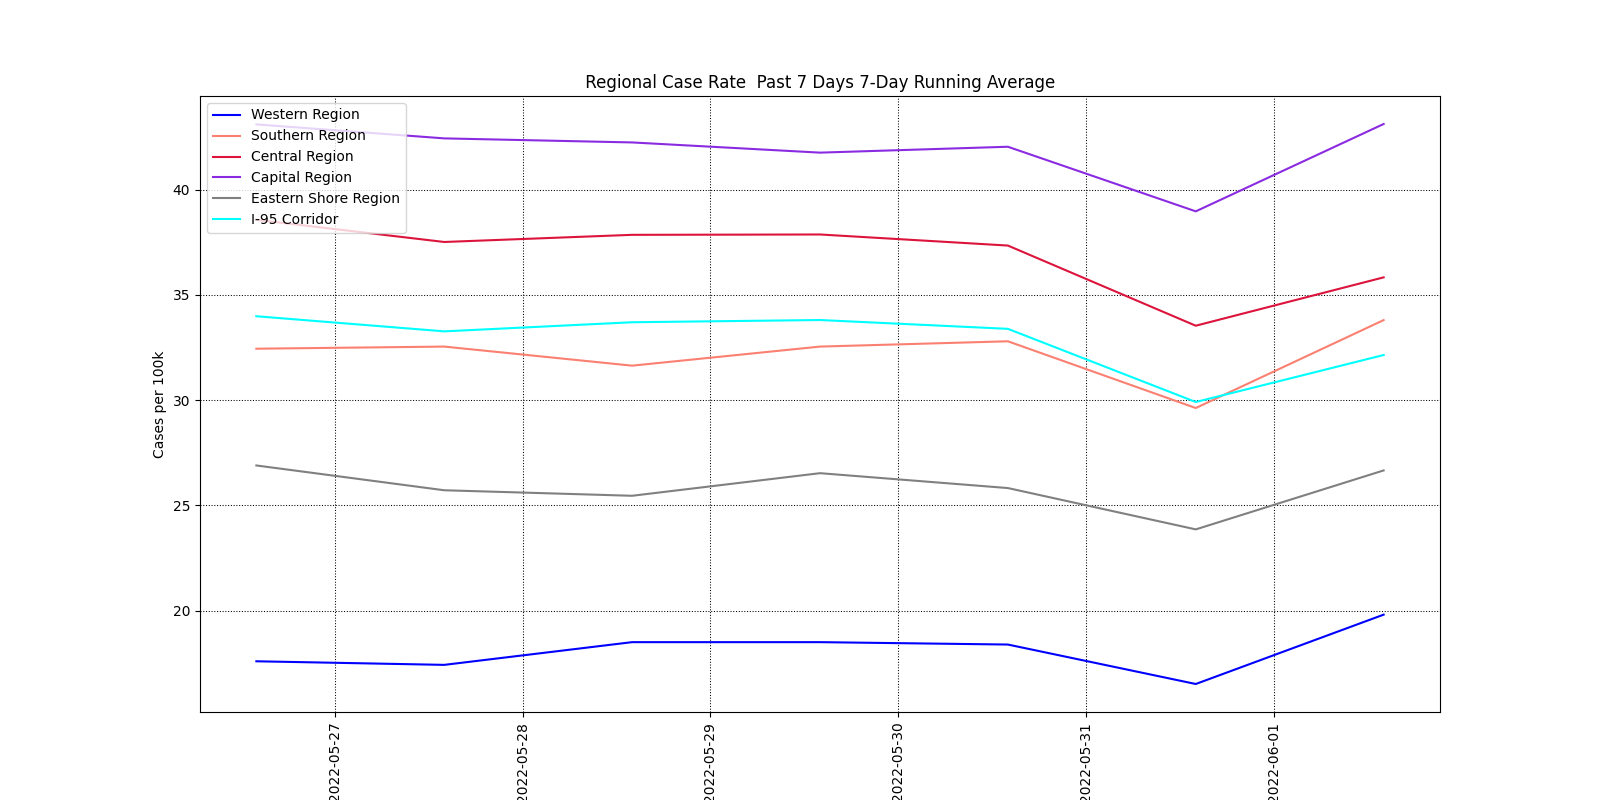 Regional Case Rate  Past 7 Days 7-Day Running Average
Western Region
Southern Region
Central Region
Capital Region
Eastern Shore Region
I-95 Corridor
Cases per 100k
40
35
30
25
20
2022-05-27
2022-05-28
2022-05-29
2022-05-30
2022-05-31
2022-06-01